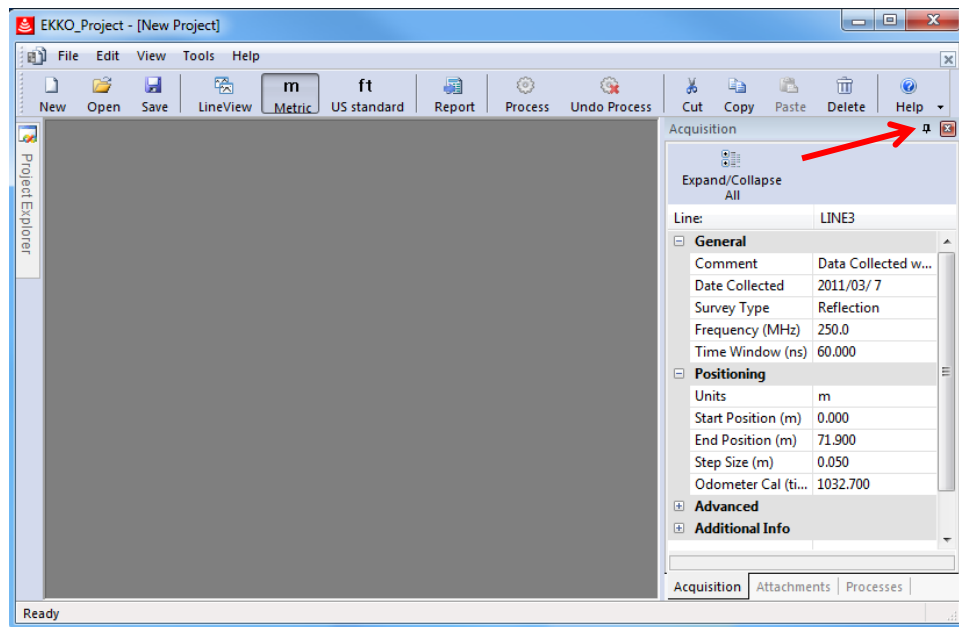 EKKO_Project - [New Project]
File Edit View Tools Help
m ft
New Open Save LineView Metric US standard Report Process Undo Process Cut Copy Paste Delete Help
Acquisition
Project Explorer
Expand/Collapse
All
Line: LINE3
General
Comment Data Collected w...
Date Collected 2011/03/ 7
Survey Type Reflection
Frequency (MHz) 250.0
Time Window (ns) 60.000
Positioning
Units m
Start Position (m) 0.000
End Position (m) 71.900
Step Size (m) 0.050
Odometer Cal (ti... 1032.700
Advanced
Additional Info
Acquisition Attachments Processes
Ready